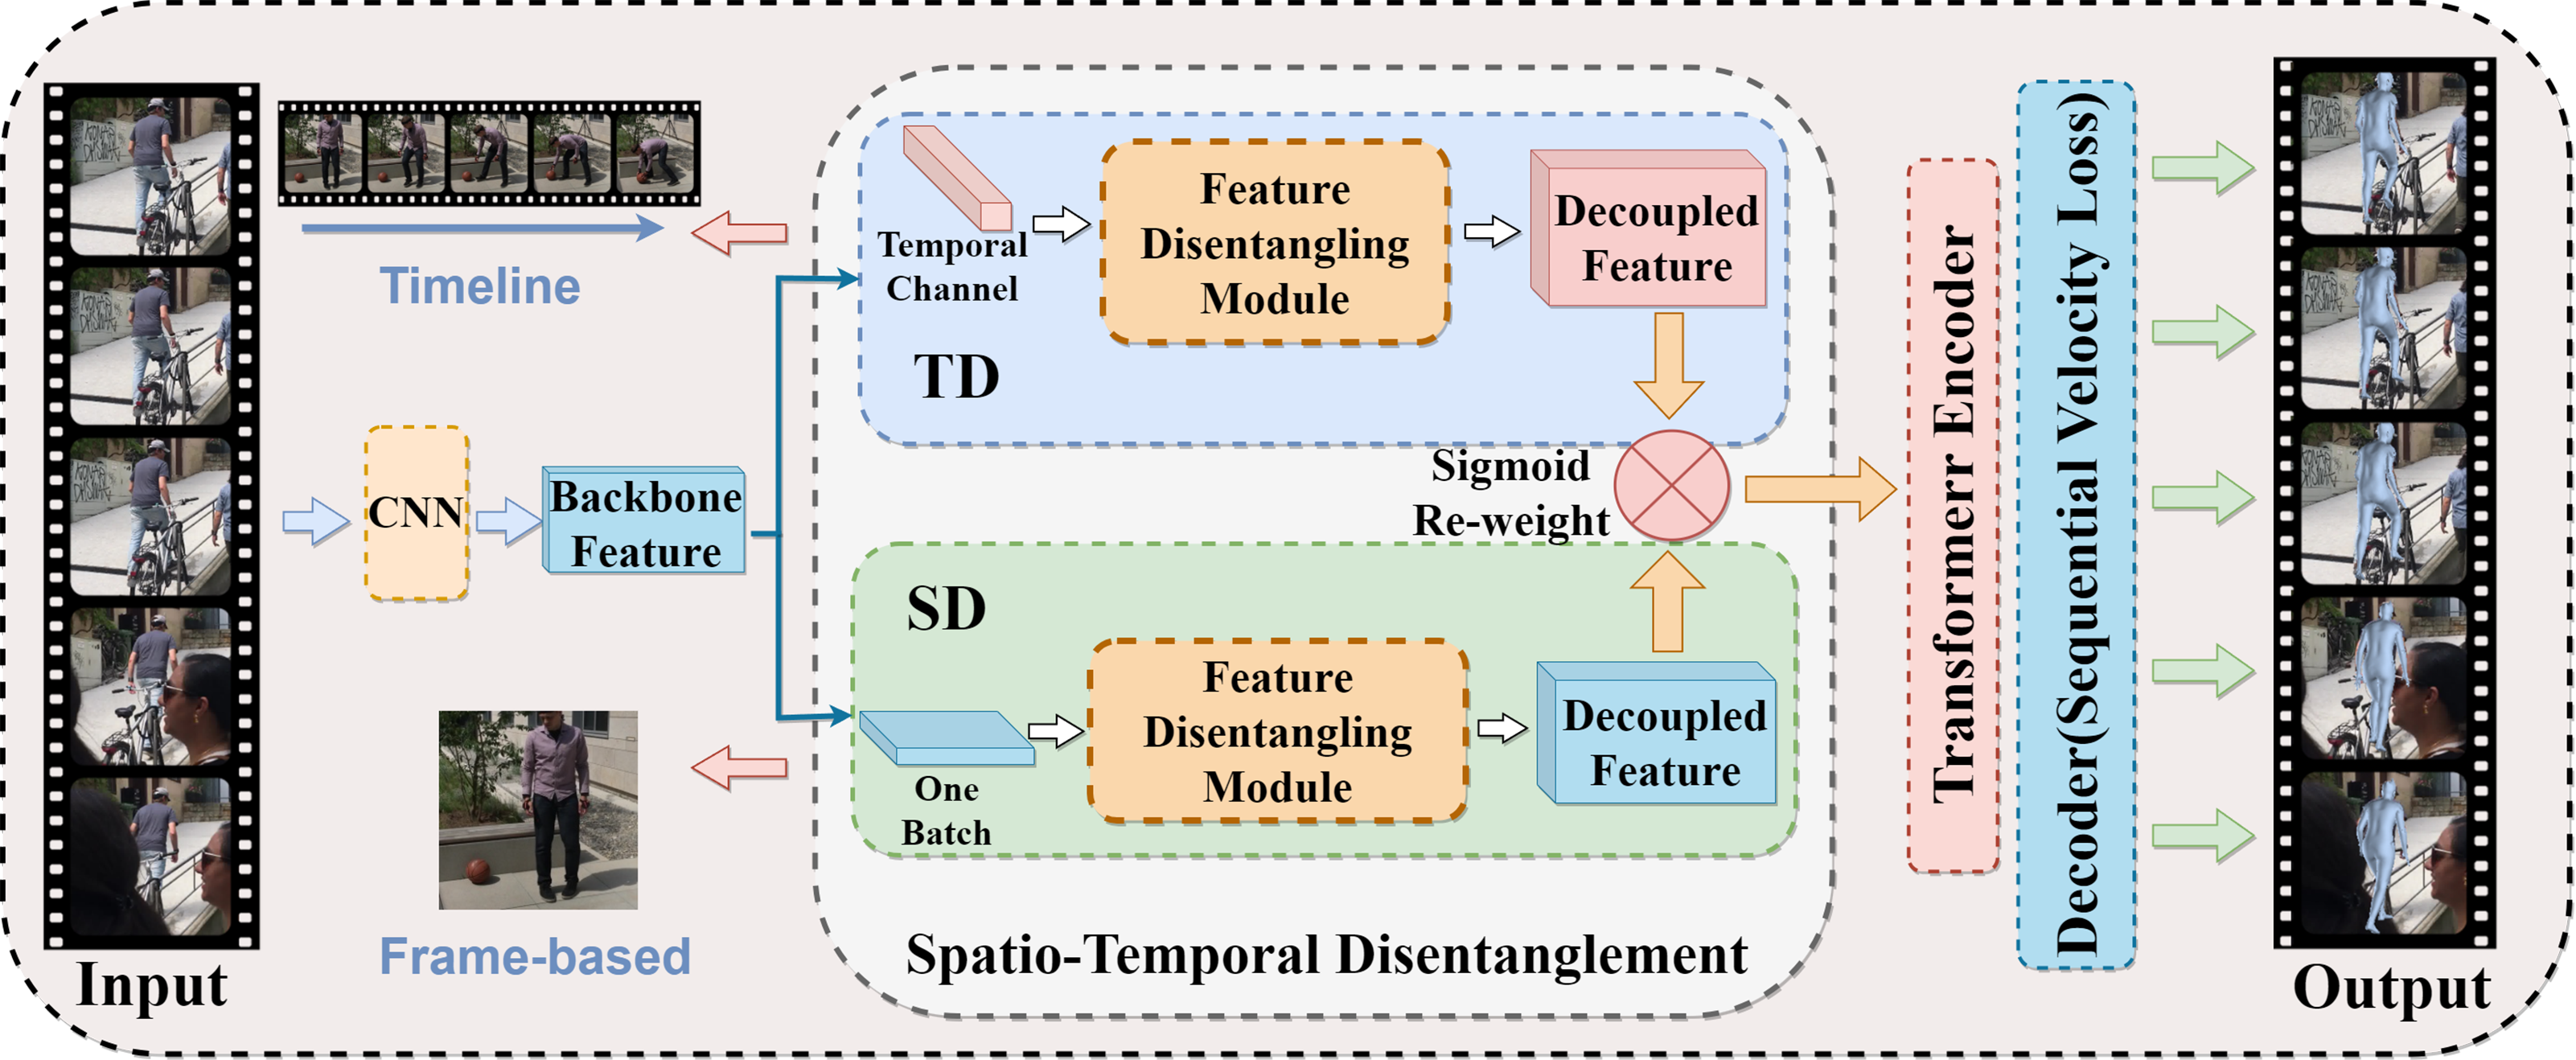 Input
Timeline
CNN
Backbone
Feature
Frame-based
Temporal
Channel
TD
Feature
Disentangling
Module
Decoupled
Feature
Sigmoid
Re-weight
SD
One
Batch
Feature
Disentangling
Module
Decoupled
Feature
Spatio-Temporal Disentanglement
Transformerr Encoder
Decoder(Sequential Velocity Loss)
Output